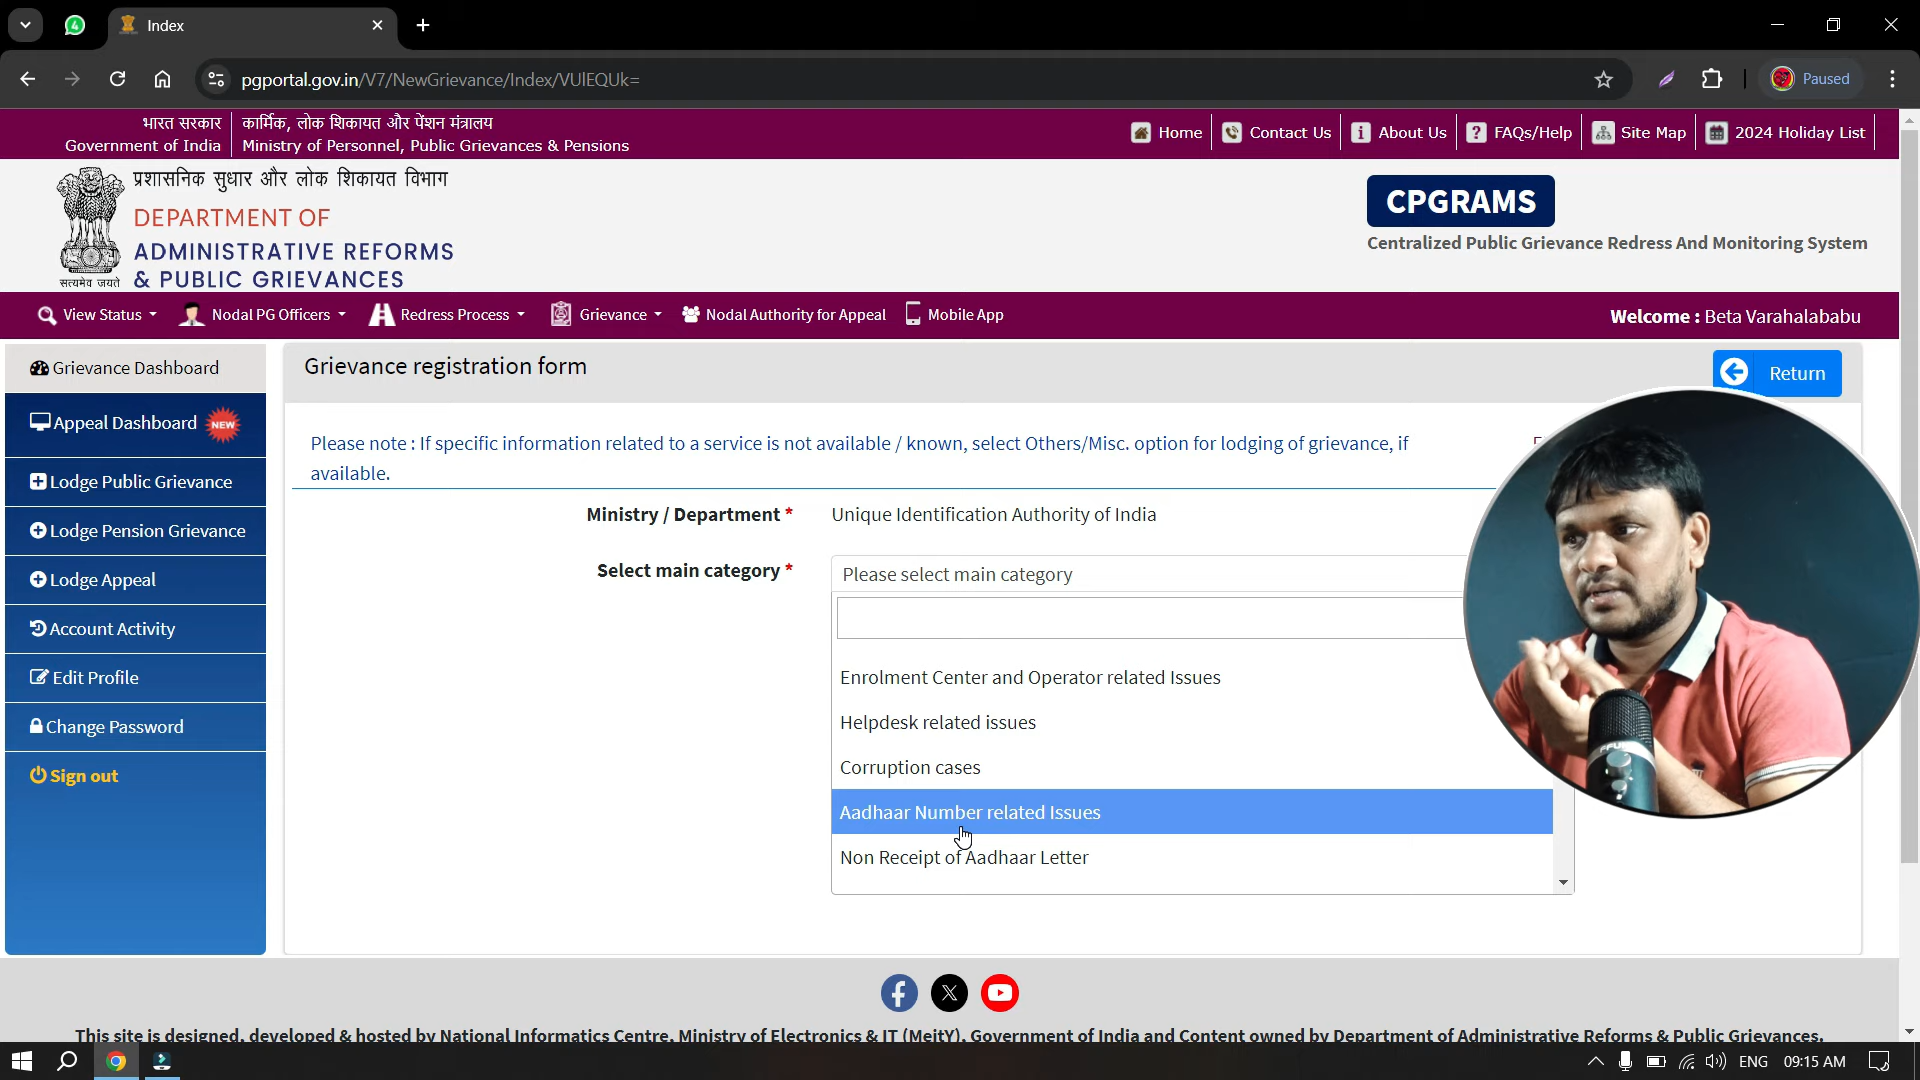 Index
pgportal.gov.in/V7/NewGrievance/Index/VUlEQUk=
Paused
भारत सरकार
Government of India
कार्मिक, लोक शिकायत और पेंशन मंत्रालय
Ministry of Personnel, Public Grievances & Pensions
Home
Contact Us
About Us
FAQs/Help
Site Map
2024 Holiday List
प्रशासनिक सुधार और लोक शिकायत विभाग
DEPARTMENT OF
ADMINISTRATIVE REFORMS
& PUBLIC GRIEVANCES
सत्यमेव जयते
CPGRAMS
Centralized Public Grievance Redress And Monitoring System
View Status
Nodal PG Officers
Redress Process
Grievance
Nodal Authority for Appeal
Mobile App
Welcome : Beta Varahalababu
Grievance Dashboard
Appeal Dashboard NEW
Lodge Public Grievance
Lodge Pension Grievance
Lodge Appeal
Account Activity
Edit Profile
Change Password
Sign out
Grievance registration form
Return
Please note : If specific information related to a service is not available / known, select Others/Misc. option for lodging of grievance, if
available.
Ministry / Department *
Unique Identification Authority of India
Select main category *
Please select main category
Enrolment Center and Operator related Issues
Helpdesk related issues
Corruption cases
Aadhaar Number related Issues
Non Receipt of Aadhaar Letter
This site is designed, developed & hosted by National Informatics Centre, Ministry of Electronics & IT (MeitY), Government of India and Content owned by Department of Administrative Reforms & Public Grievances.
ENG
09:15 AM